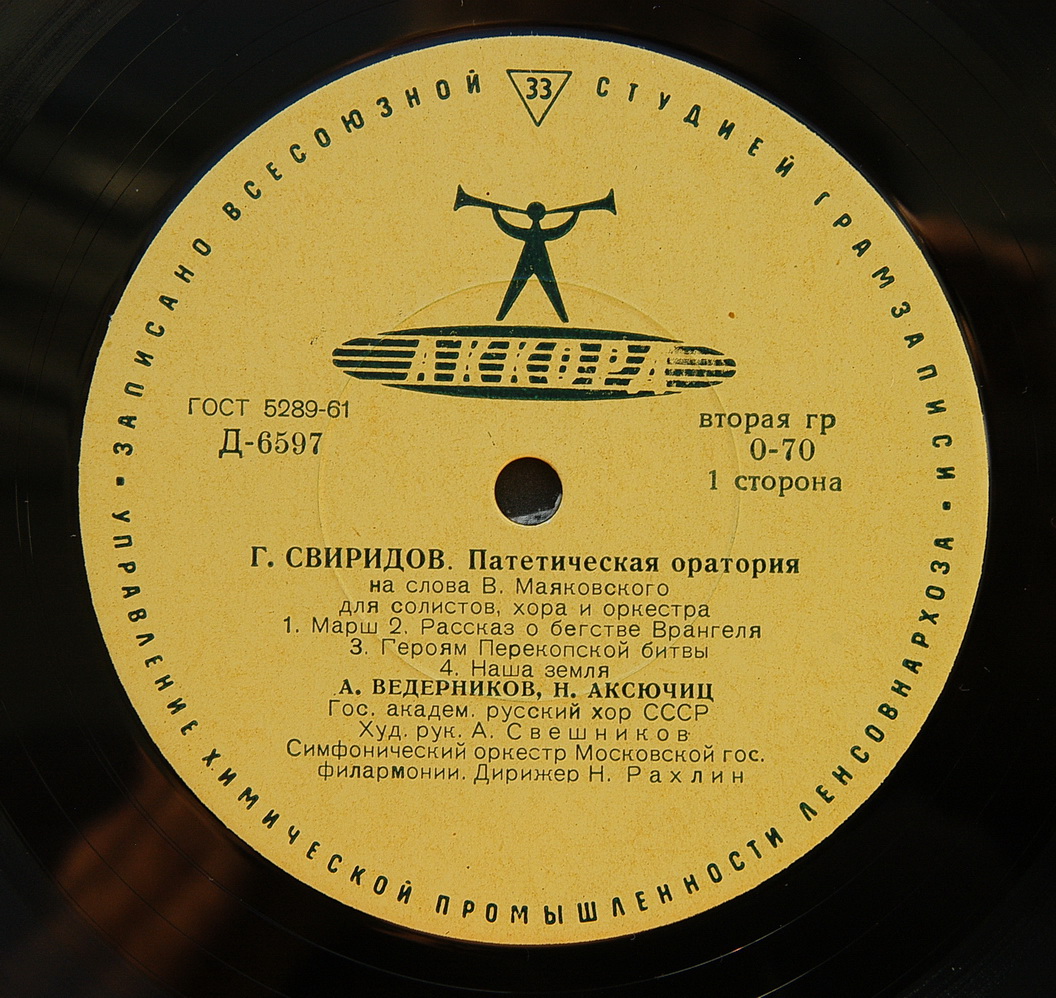 ЗАПИСАНО ВСЕСОЮЗНОЙ 33 СТУДИЕЙ ГРАМЗАПИСИ
АККОРД
ГОСТ 5289-61
Д-6597
вторая гр
0-70
1 сторона
Г. СВИРИДОВ. Патетическая оратория
на слова В. Маяковского
для солистов, хора и оркестра
1. Марш 2. Рассказ о бегстве Врангеля
3. Героям Перекопской битвы
4. Наша земля
А. ВЕДЕРНИКОВ, Н. АКСЮЧИЦ
Гос. академ. русский хор СССР
Худ. рук. А. Свешников
Симфонический оркестр Московской гос.
филармонии. Дирижер Н. Рахлин
• УПРАВЛЕНИЕ ХИМИЧЕСКОЙ ПРОМЫШЛЕННОСТИ ЛЕНСОВНАРХОЗА •